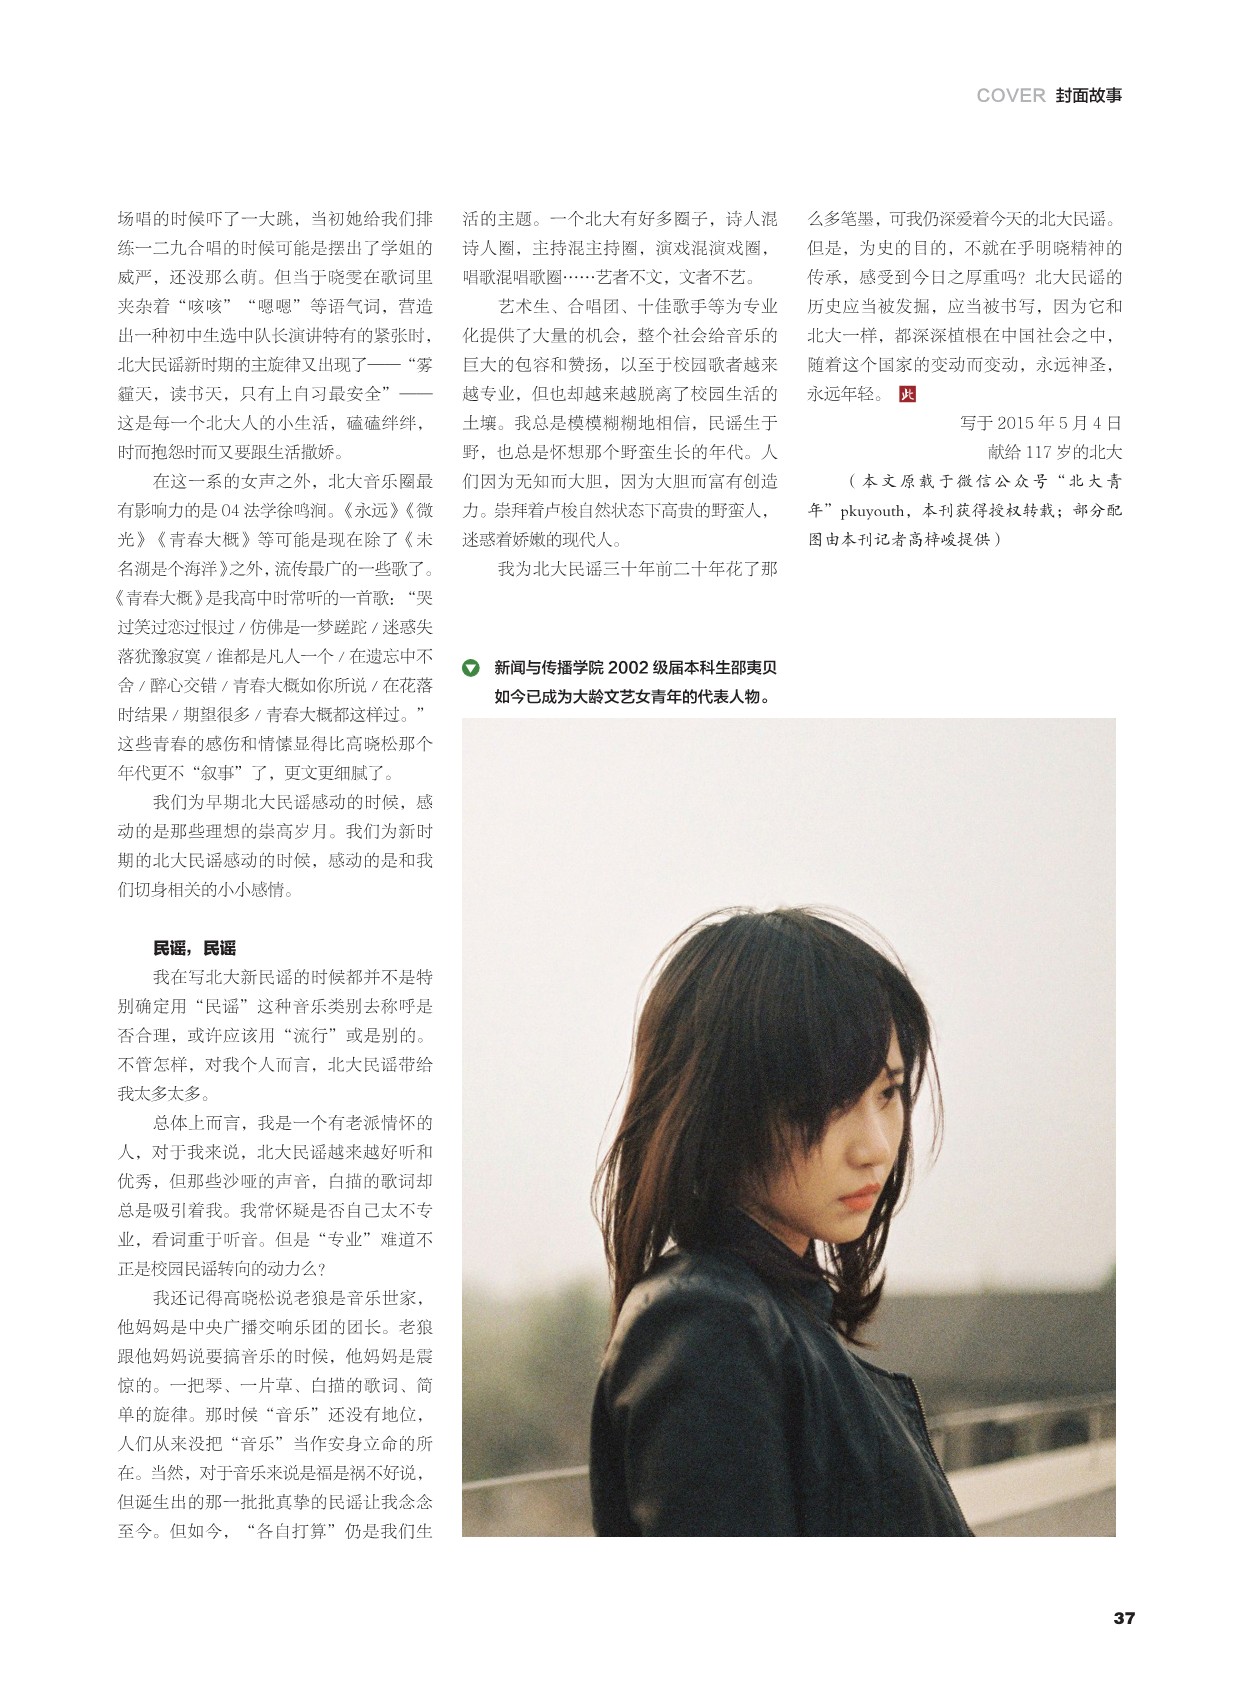 COVER 封面故事
场唱的时候吓了一大跳，当初她给我们排
练一二九合唱的时候可能是摆出了学姐的
威严，还没那么萌。但当于晓雯在歌词里
夹杂着“咳咳”“嗯嗯”等语气词，营造
出一种初中生选中队长演讲特有的紧张时，
北大民谣新时期的主旋律又出现了——“雾
霾天，读书天，只有上自习最安全”——
这是每一个北大人的小生活，磕磕绊绊，
时而抱怨时而又要跟生活撒娇。
在这一系的女声之外，北大音乐圈最
有影响力的是 04 法学徐鸣涧。《永远》《微
光》《青春大概》等可能是现在除了《未
名湖是个海洋》之外，流传最广的一些歌了。
《青春大概》是我高中时常听的一首歌：“哭
过笑过恋过恨过 / 仿佛是一梦蹉跎 / 迷惑失
落犹豫寂寞 / 谁都是凡人一个 / 在遗忘中不
舍 / 醉心交错 / 青春大概如你所说 / 在花落
时结果 / 期望很多 / 青春大概都这样过。”
这些青春的感伤和情愫显得比高晓松那个
年代更不“叙事”了，更文更细腻了。
我们为早期北大民谣感动的时候，感
动的是那些理想的崇高岁月。我们为新时
期的北大民谣感动的时候，感动的是和我
们切身相关的小小感情。
民谣，民谣
我在写北大新民谣的时候都并不是特
别确定用“民谣”这种音乐类别去称呼是
否合理，或许应该用“流行”或是别的。
不管怎样，对我个人而言，北大民谣带给
我太多太多。
总体上而言，我是一个有老派情怀的
人，对于我来说，北大民谣越来越好听和
优秀，但那些沙哑的声音，白描的歌词却
总是吸引着我。我常怀疑是否自己太不专
业，看词重于听音。但是“专业”难道不
正是校园民谣转向的动力么？
我还记得高晓松说老狼是音乐世家，
他妈妈是中央广播交响乐团的团长。老狼
跟他妈妈说要搞音乐的时候，他妈妈是震
惊的。一把琴、一片草、白描的歌词、简
单的旋律。那时候“音乐”还没有地位，
人们从来没把“音乐”当作安身立命的所
在。当然，对于音乐来说是福是祸不好说，
但诞生出的那一批批真挚的民谣让我念念
至今。但如今，“各自打算”仍是我们生
活的主题。一个北大有好多圈子，诗人混
诗人圈，主持混主持圈，演戏混演戏圈，
唱歌混唱歌圈……艺者不文，文者不艺。
艺术生、合唱团、十佳歌手等为专业
化提供了大量的机会，整个社会给音乐的
巨大的包容和赞扬，以至于校园歌者越来
越专业，但也却越来越脱离了校园生活的
土壤。我总是模模糊糊地相信，民谣生于
野，也总是怀想那个野蛮生长的年代。人
们因为无知而大胆，因为大胆而富有创造
力。崇拜着卢梭自然状态下高贵的野蛮人，
迷惑着娇嫩的现代人。
我为北大民谣三十年前二十年花了那
么多笔墨，可我仍深爱着今天的北大民谣。
但是，为史的目的，不就在乎明晓精神的
传承，感受到今日之厚重吗？北大民谣的
历史应当被发掘，应当被书写，因为它和
北大一样，都深深植根在中国社会之中，
随着这个国家的变动而变动，永远神圣，
永远年轻。 此
写于 2015 年 5 月 4 日
献给 117 岁的北大
（本文原载于微信公众号“北大青
年”pkuyouth，本刊获得授权转载；部分配
图由本刊记者高梓峻提供）
新闻与传播学院 2002 级届本科生邵夷贝
如今已成为大龄文艺女青年的代表人物。
37